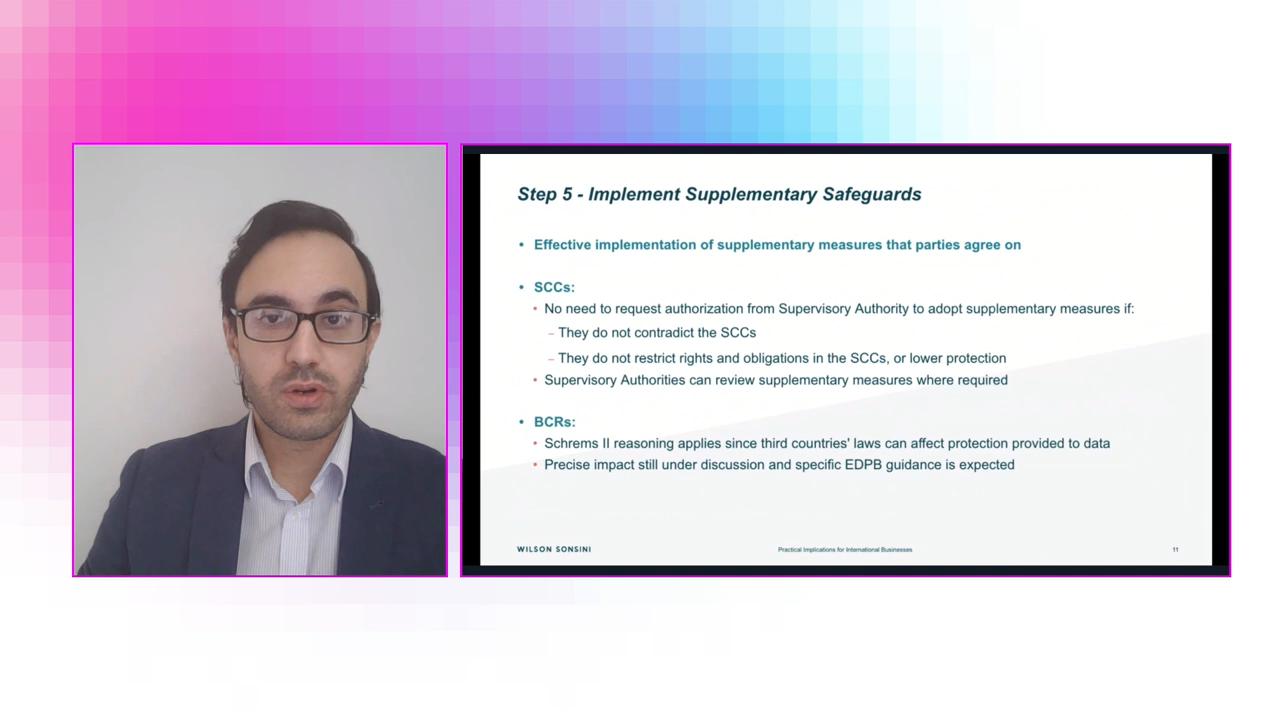 Step 5 - Implement Supplementary Safeguards
• Effective implementation of supplementary measures that parties agree on
• SCCs:
• No need to request authorization from Supervisory Authority to adopt supplementary measures if:
– They do not contradict the SCCs
– They do not restrict rights and obligations in the SCCs, or lower protection
• Supervisory Authorities can review supplementary measures where required
• BCRs:
• Schrems II reasoning applies since third countries' laws can affect protection provided to data
• Precise impact still under discussion and specific EDPB guidance is expected
WILSON SONSINI Practical Implications for International Businesses 11